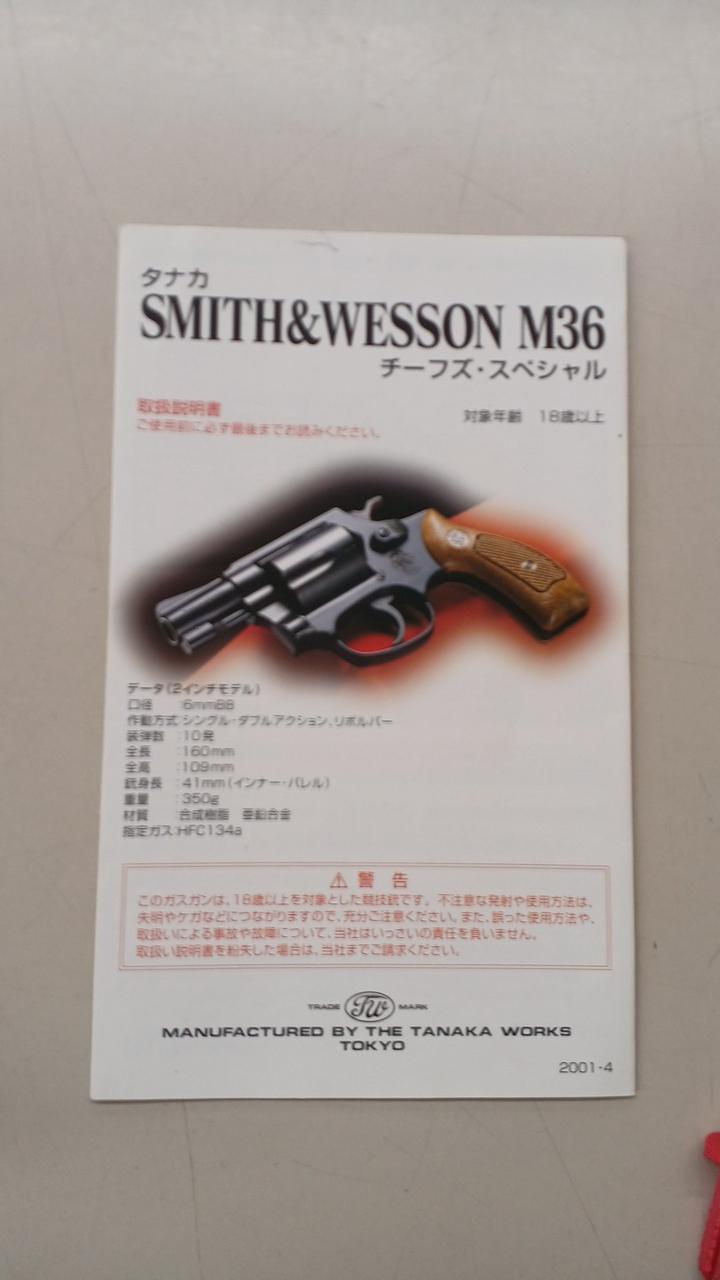 タナカ
SMITH&WESSON M36
チーフズ・スペシャル
取扱説明書
ご使用前に必ず最後までお読みください。
対象年齢 18歳以上
データ(2インチモデル)
口径 :6mmBB
作動方式:シングル・ダブルアクション、リボルバー
装弾数 :10発
全長 :160mm
全高 :109mm
銃身長 :41mm(インナー・バレル)
重量 :350g
材質 :合成樹脂 亜鉛合金
指定ガス:HFC134a
⚠ 警 告
このガスガンは、18歳以上を対象とした競技銃です。不注意な発射や使用方法は、
失明やケガなどにつながりますので、充分ご注意ください。また、誤った使用方法や、
取扱いによる事故や故障について、当社はいっさいの責任を負いません。
取扱い説明書を紛失した場合は、当社までご請求ください。
TRADE TW MARK
MANUFACTURED BY THE TANAKA WORKS
TOKYO
2001・4